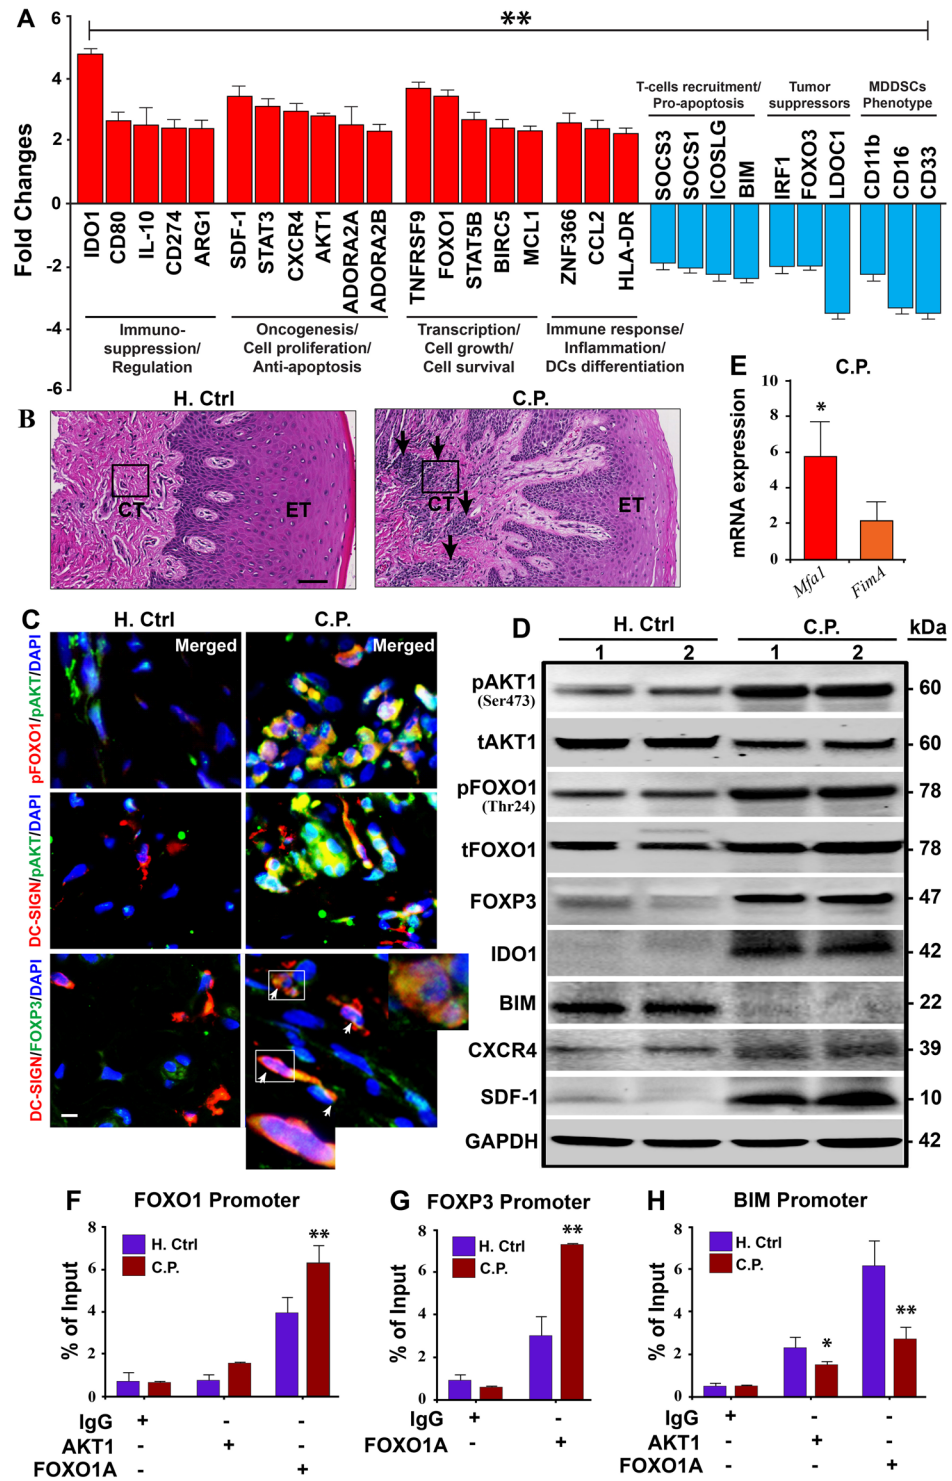 A
**
Fold Changes
6
4
2
0
-2
-4
-6
IDO1
CD80
IL-10
CD274
ARG1
SDF-1
STAT3
CXCR4
AKT1
ADORA2A
ADORA2B
TNFRSF9
FOXO1
STAT5B
BIRC5
MCL1
ZNF366
CCL2
HLA-DR
T-cells recruitment/
Pro-apoptosis
Tumor
suppressors
MDDSCs
Phenotype
SOCS3
SOCS1
ICOSLG
BIM
IRF1
FOXO3
LDOC1
CD11b
CD16
CD33
Immuno-
suppression/
Regulation
Oncogenesis/
Cell proliferation/
Anti-apoptosis
Transcription/
Cell growth/
Cell survival
Immune response/
Inflammation/
DCs differentiation
B
H. Ctrl
C.P.
CT
ET
CT
ET
E
C.P.
mRNA expression
10
8
6
4
2
0
*
Mfa1
FimA
C
H. Ctrl
C.P.
Merged
Merged
pFOXO1/pAKT/DAPI
DC-SIGN/pAKT/DAPI
DC-SIGN/FOXP3/DAPI
D
H. Ctrl
C.P.
kDa
1
2
1
2
pAKT1
(Ser473)
60
tAKT1
60
pFOXO1
(Thr24)
78
tFOXO1
78
FOXP3
47
IDO1
42
BIM
22
CXCR4
39
SDF-1
10
GAPDH
42
F
FOXO1 Promoter
% of Input
8
6
4
2
0
H. Ctrl
C.P.
**
IgG + - -
AKT1 - + -
FOXO1A - - +
G
FOXP3 Promoter
% of Input
8
6
4
2
0
H. Ctrl
C.P.
**
IgG + -
FOXO1A - +
H
BIM Promoter
% of Input
8
6
4
2
0
H. Ctrl
C.P.
*
**
IgG + - -
AKT1 - + -
FOXO1A - - +